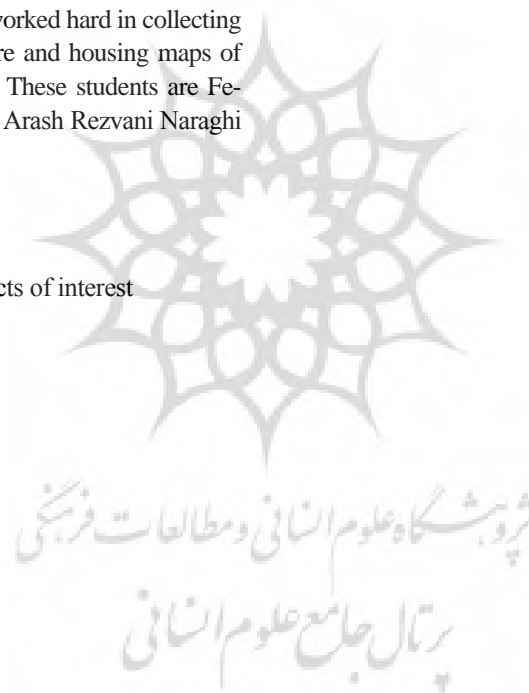 orked hard in collecting
re and housing maps of
These students are Fe-
Arash Rezvani Naraghi
cts of interest
پژوهشگاه علوم انسانی و مطالعات فرهنگی
پرتال جامع علوم انسانی